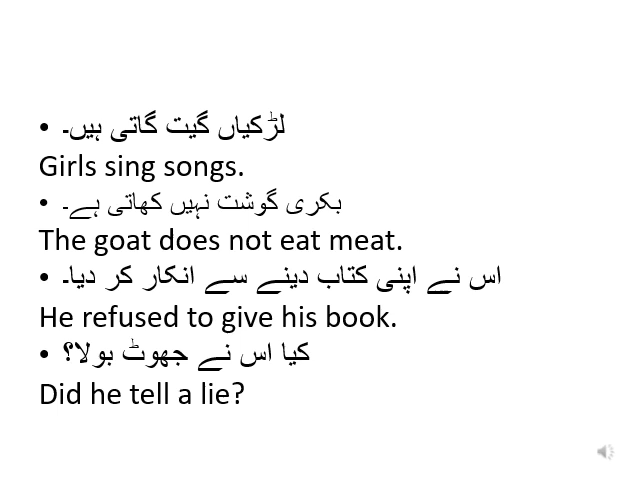 • لڑکیاں گیت گاتی ہیں۔
Girls sing songs.
• بکری گوشت نہیں کھاتی ہے۔
The goat does not eat meat.
• اس نے اپنی کتاب دینے سے انکار کر دیا۔
He refused to give his book.
• کیا اس نے جھوٹ بولا؟
Did he tell a lie?